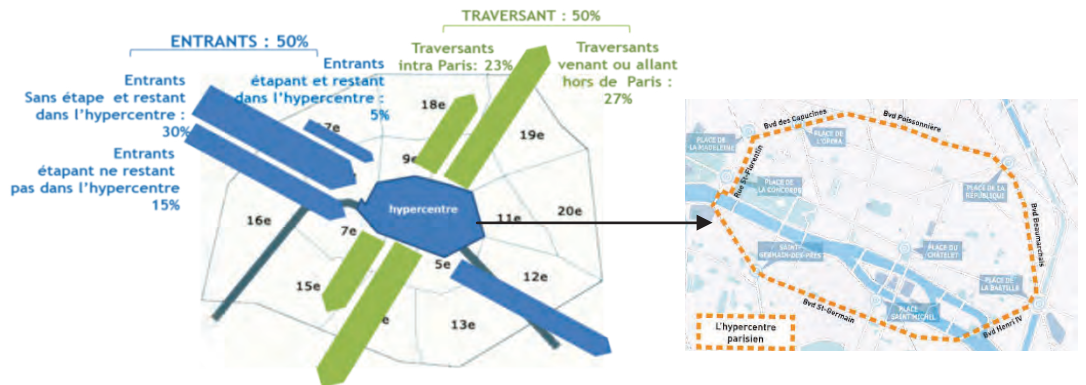 TRAVERSANT : 50%
ENTRANTS : 50%
Traversants
intra Paris: 23%
Traversants
venant ou allant
hors de Paris :
27%
Entrants
étapant et restant
dans l'hypercentre :
5%
Entrants
Sans étape et restant
dans l'hypercentre :
30%
Entrants
étapant ne restant
pas dans l'hypercentre
15%
18e
19e
9e
hypercentre
11e
20e
16e
7e
5e
12e
15e
13e
Bvd des Capucines
Bvd Poissonnière
PLACE DE
LA MADELEINE
PLACE DE
L'OPÉRA
Rue St-Florentin
PLACE DE
LA CONCORDE
PLACE DE LA
RÉPUBLIQUE
Bvd Beaumarchais
SAINT-
GERMAIN-DES-PRÉS
PLACE DU
CHÂTELET
PLACE DE
LA BASTILLE
PLACE
SAINT-MICHEL
Bvd St-Germain
Bvd Henri IV
L'hypercentre
parisien